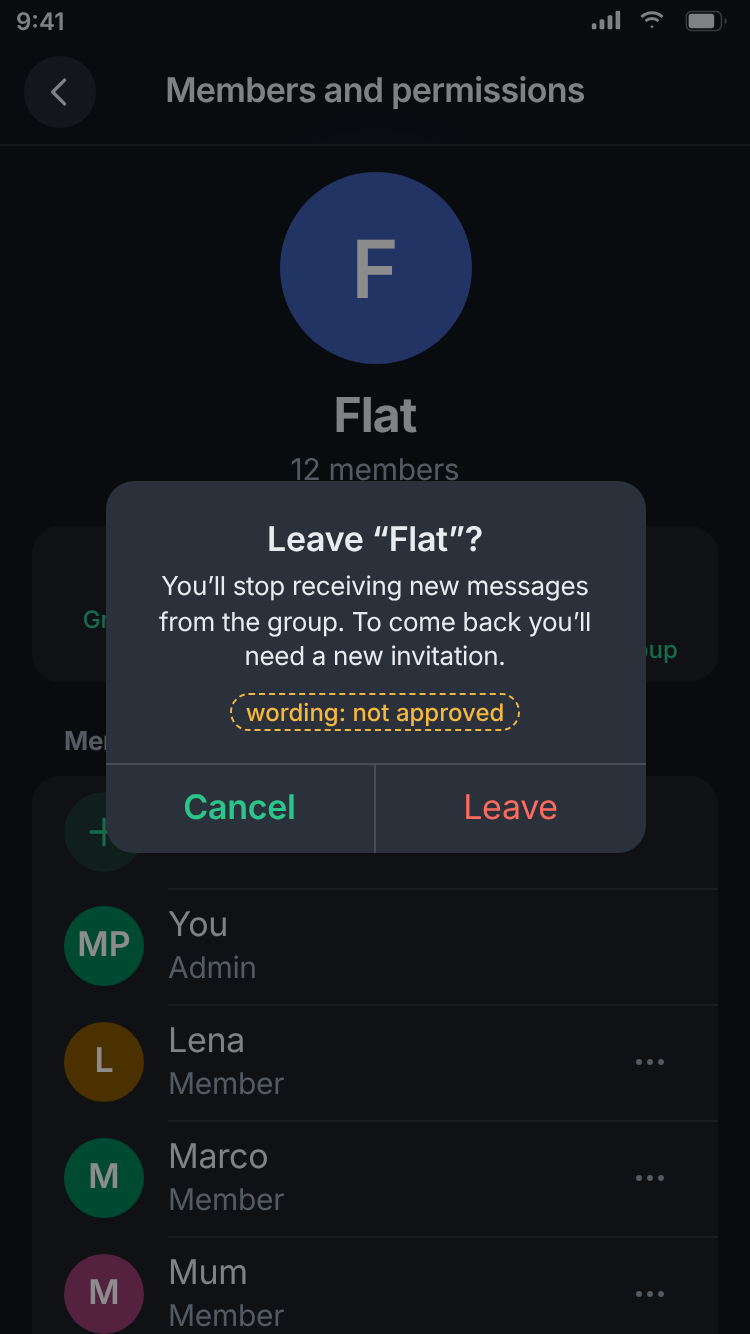 9:41
Members and permissions
F
Flat
12 members
Leave “Flat”?
You’ll stop receiving new messages
from the group. To come back you’ll
need a new invitation.
wording: not approved
Cancel
Leave
MP
You
Admin
L
Lena
Member
M
Marco
Member
M
Mum
Member